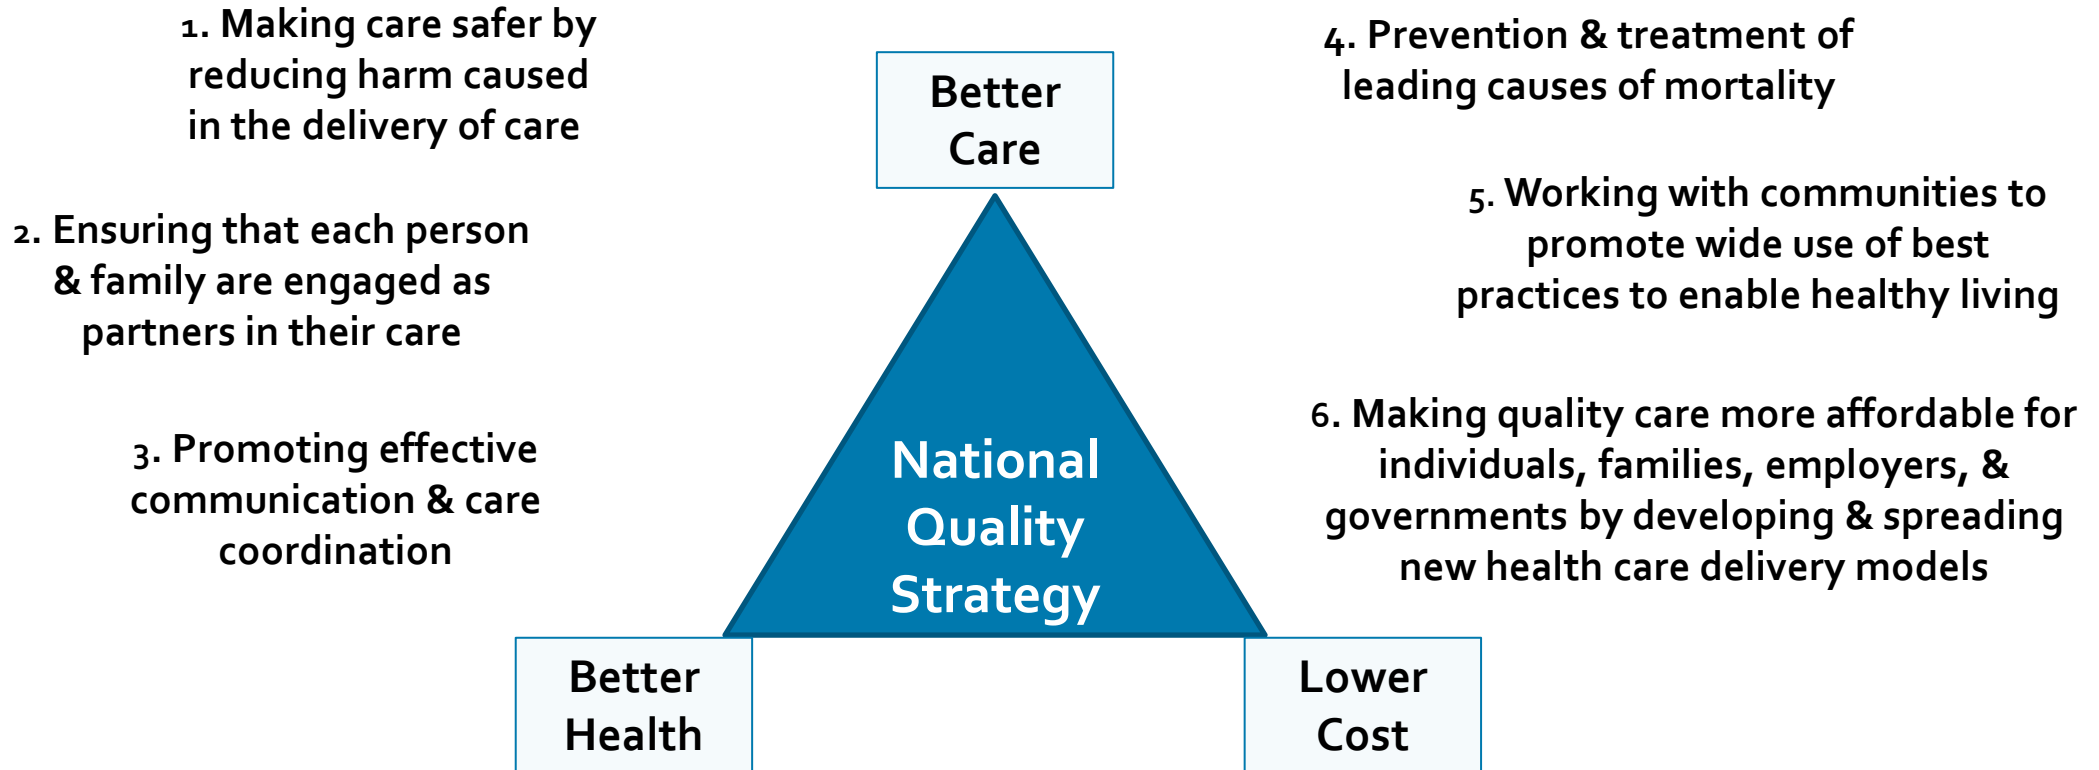 1. Making care safer by
reducing harm caused
in the delivery of care
2. Ensuring that each person
& family are engaged as
partners in their care
3. Promoting effective
communication & care
coordination
Better
Care
National
Quality
Strategy
Better
Health
Lower
Cost
4. Prevention & treatment of
leading causes of mortality
5. Working with communities to
promote wide use of best
practices to enable healthy living
6. Making quality care more affordable for
individuals, families, employers, &
governments by developing & spreading
new health care delivery models